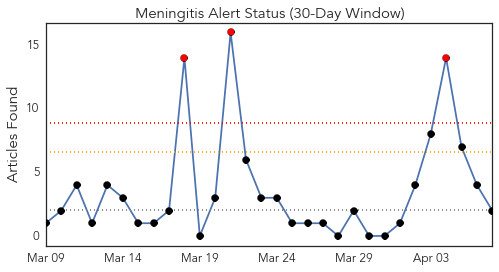 Meningitis Alert Status (30-Day Window)
Articles Found
15
10
5
0
Mar 09 Mar 14 Mar 19 Mar 24 Mar 29 Apr 03